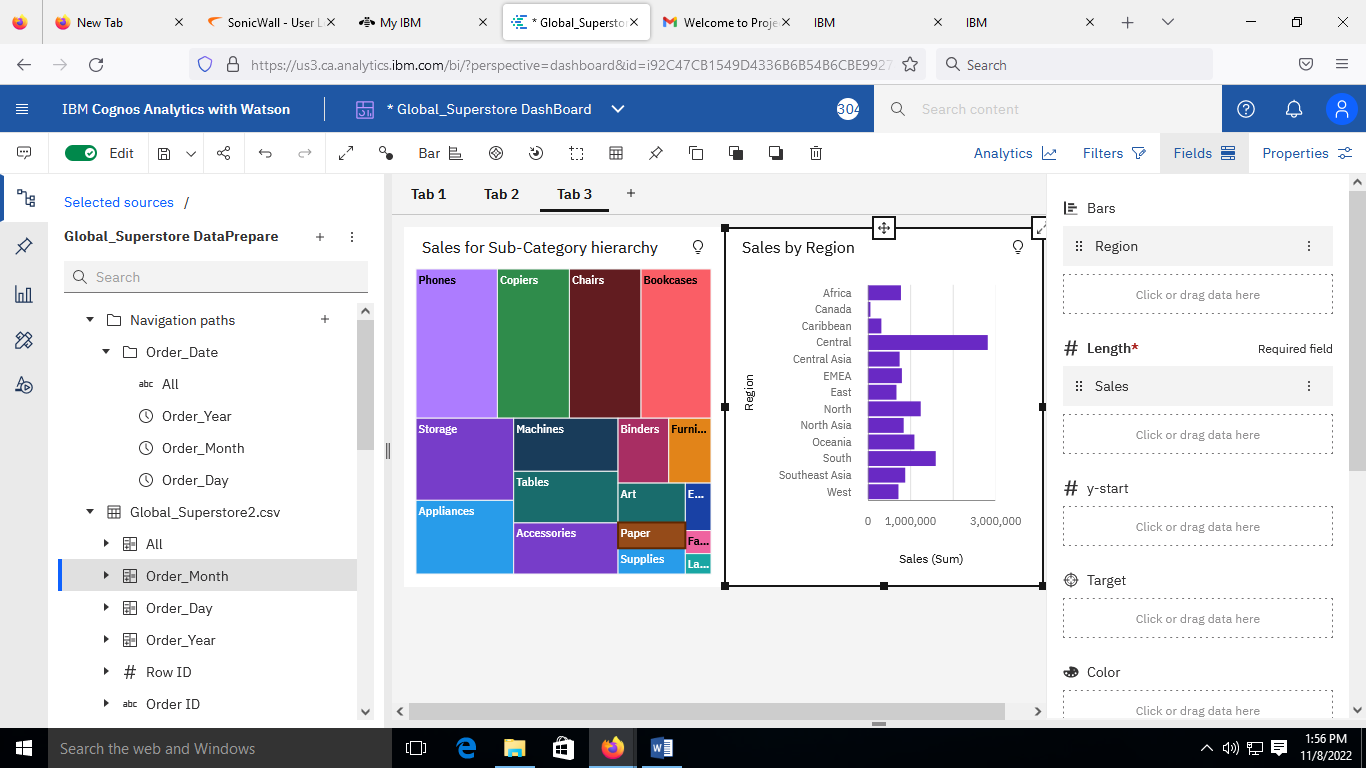 New Tab
SonicWall - User L
My IBM
* Global_Superstor
Welcome to Proje
IBM
IBM
https://us3.ca.analytics.ibm.com/bi/?perspective=dashboard&id=i92C47CB1549D4336B6B54B6CBE9927
Search
IBM Cognos Analytics with Watson
* Global_Superstore DashBoard
304
Search content
Edit
Bar
Analytics
Filters
Fields
Properties
Selected sources /
Global_Superstore DataPrepare
Search
Navigation paths
Order_Date
abc All
Order_Year
Order_Month
Order_Day
Global_Superstore2.csv
All
Order_Month
Order_Day
Order_Year
# Row ID
abc Order ID
Tab 1
Tab 2
Tab 3
+
Sales for Sub-Category hierarchy
Phones
Copiers
Chairs
Bookcases
Storage
Machines
Binders
Furni...
Tables
Art
E...
Appliances
Accessories
Paper
Fa...
Supplies
La...
Sales by Region
Region
Africa
Canada
Caribbean
Central
Central Asia
EMEA
East
North
North Asia
Oceania
South
Southeast Asia
West
0 1,000,000 3,000,000
Sales (Sum)
Bars
Region
Click or drag data here
# Length* Required field
Sales
Click or drag data here
# y-start
Click or drag data here
Target
Click or drag data here
Color
Click or drag data here
Search the web and Windows
1:56 PM
11/8/2022